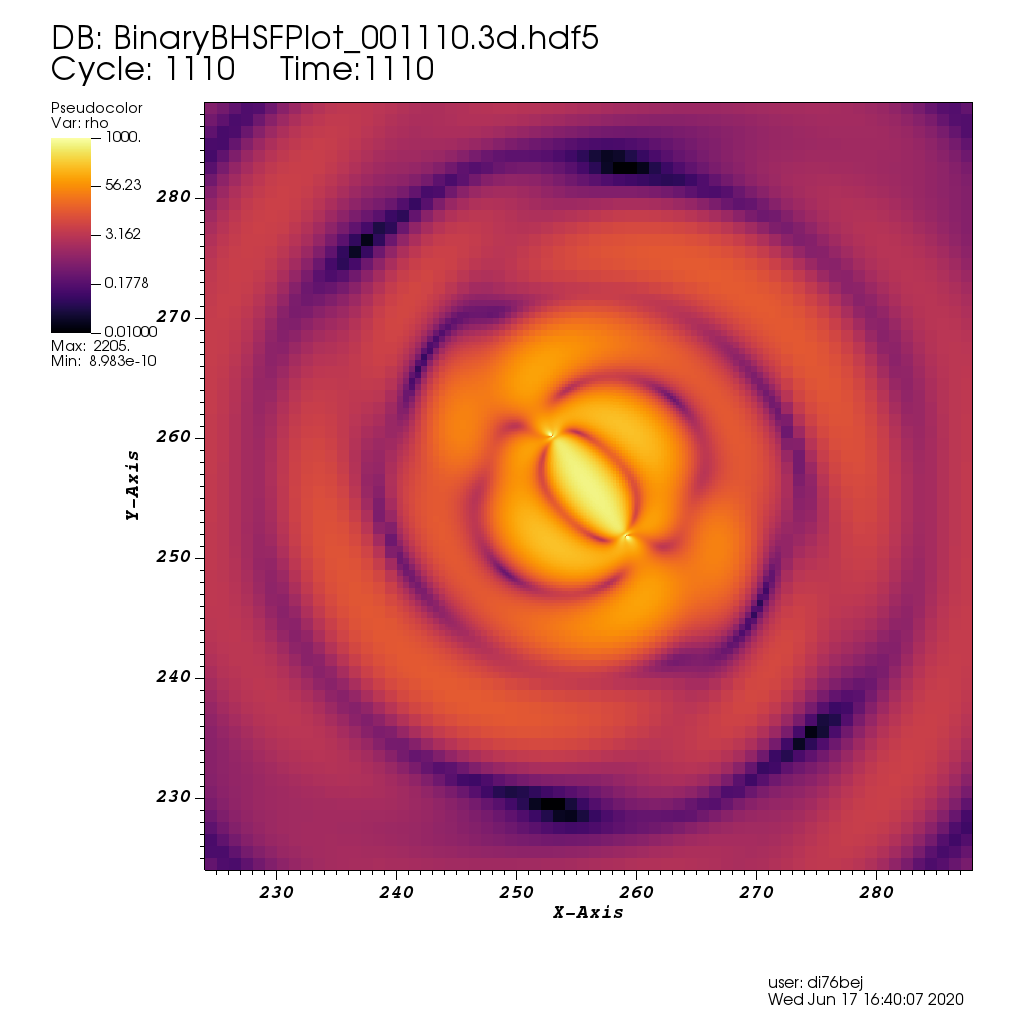 DB: BinaryBHSFPlot_001110.3d.hdf5
Cycle: 1110 Time:1110
Pseudocolor
Var: rho
1000.
56.23
3.162
0.1778
0.01000
Max: 2205.
Min: 8.983e-10
280
270
260
250
240
230
Y-Axis
230 240 250 260 270 280
X-Axis
user: di76bej
Wed Jun 17 16:40:07 2020